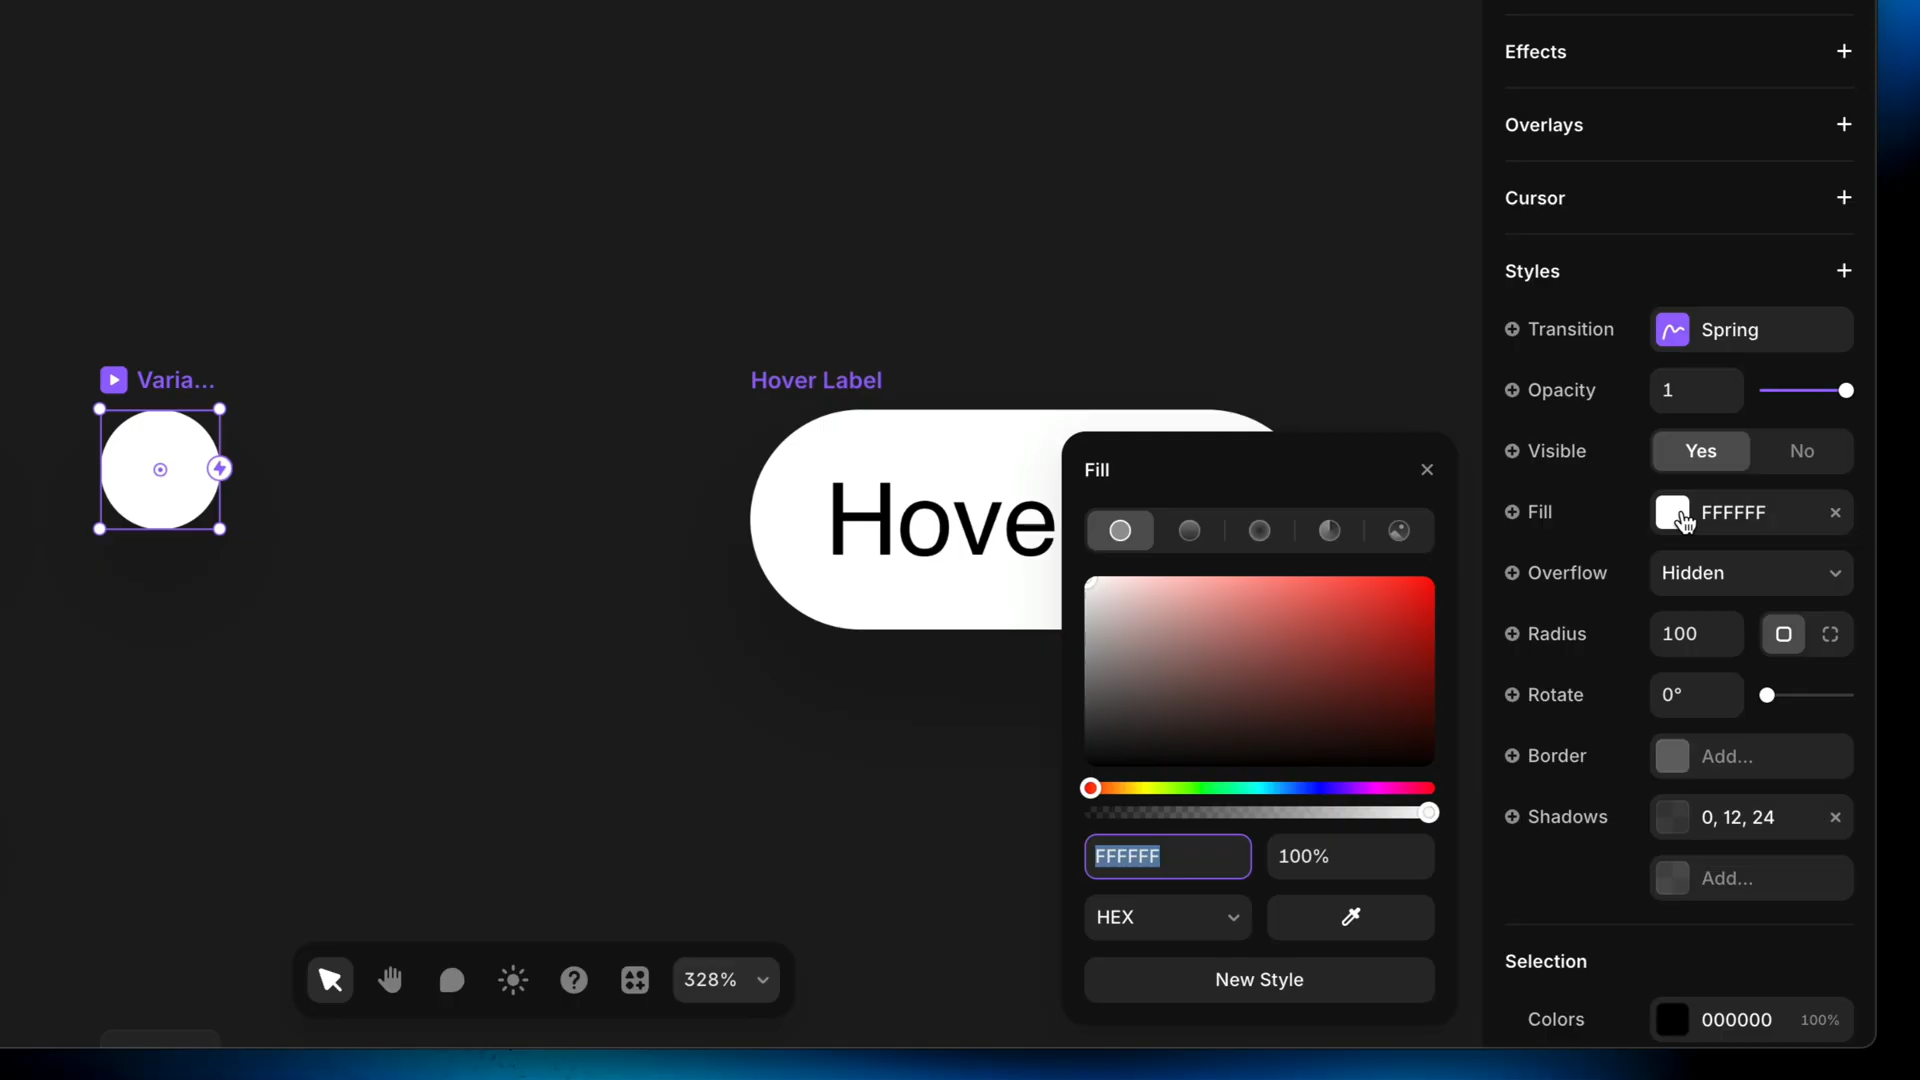 Effects
Overlays
Cursor
Styles
Transition Spring
Opacity 1
Visible Yes No
Fill FFFFFF
Overflow Hidden
Radius 100
Rotate 0°
Border Add...
Shadows 0, 12, 24
Add...
Selection
Colors 000000 100%
Varia...
Hover Label
Hove
Fill
FFFFFF 100%
HEX
New Style
328%